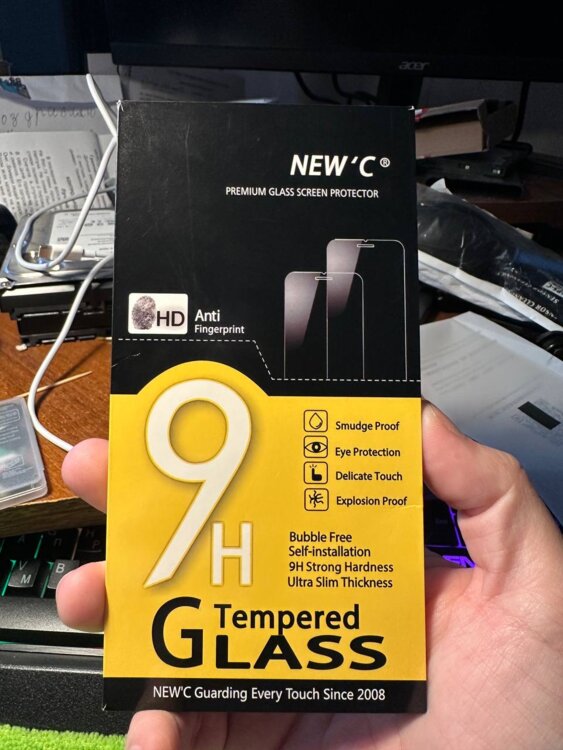 acer
NEW'C ®
PREMIUM GLASS SCREEN PROTECTOR
HD
Anti
Fingerprint
9H
Smudge Proof
Eye Protection
Delicate Touch
Explosion Proof
Bubble Free
Self-installation
9H Strong Hardness
Ultra Slim Thickness
Tempered
GLASS
NEW'C Guarding Every Touch Since 2008
V
B
N
M